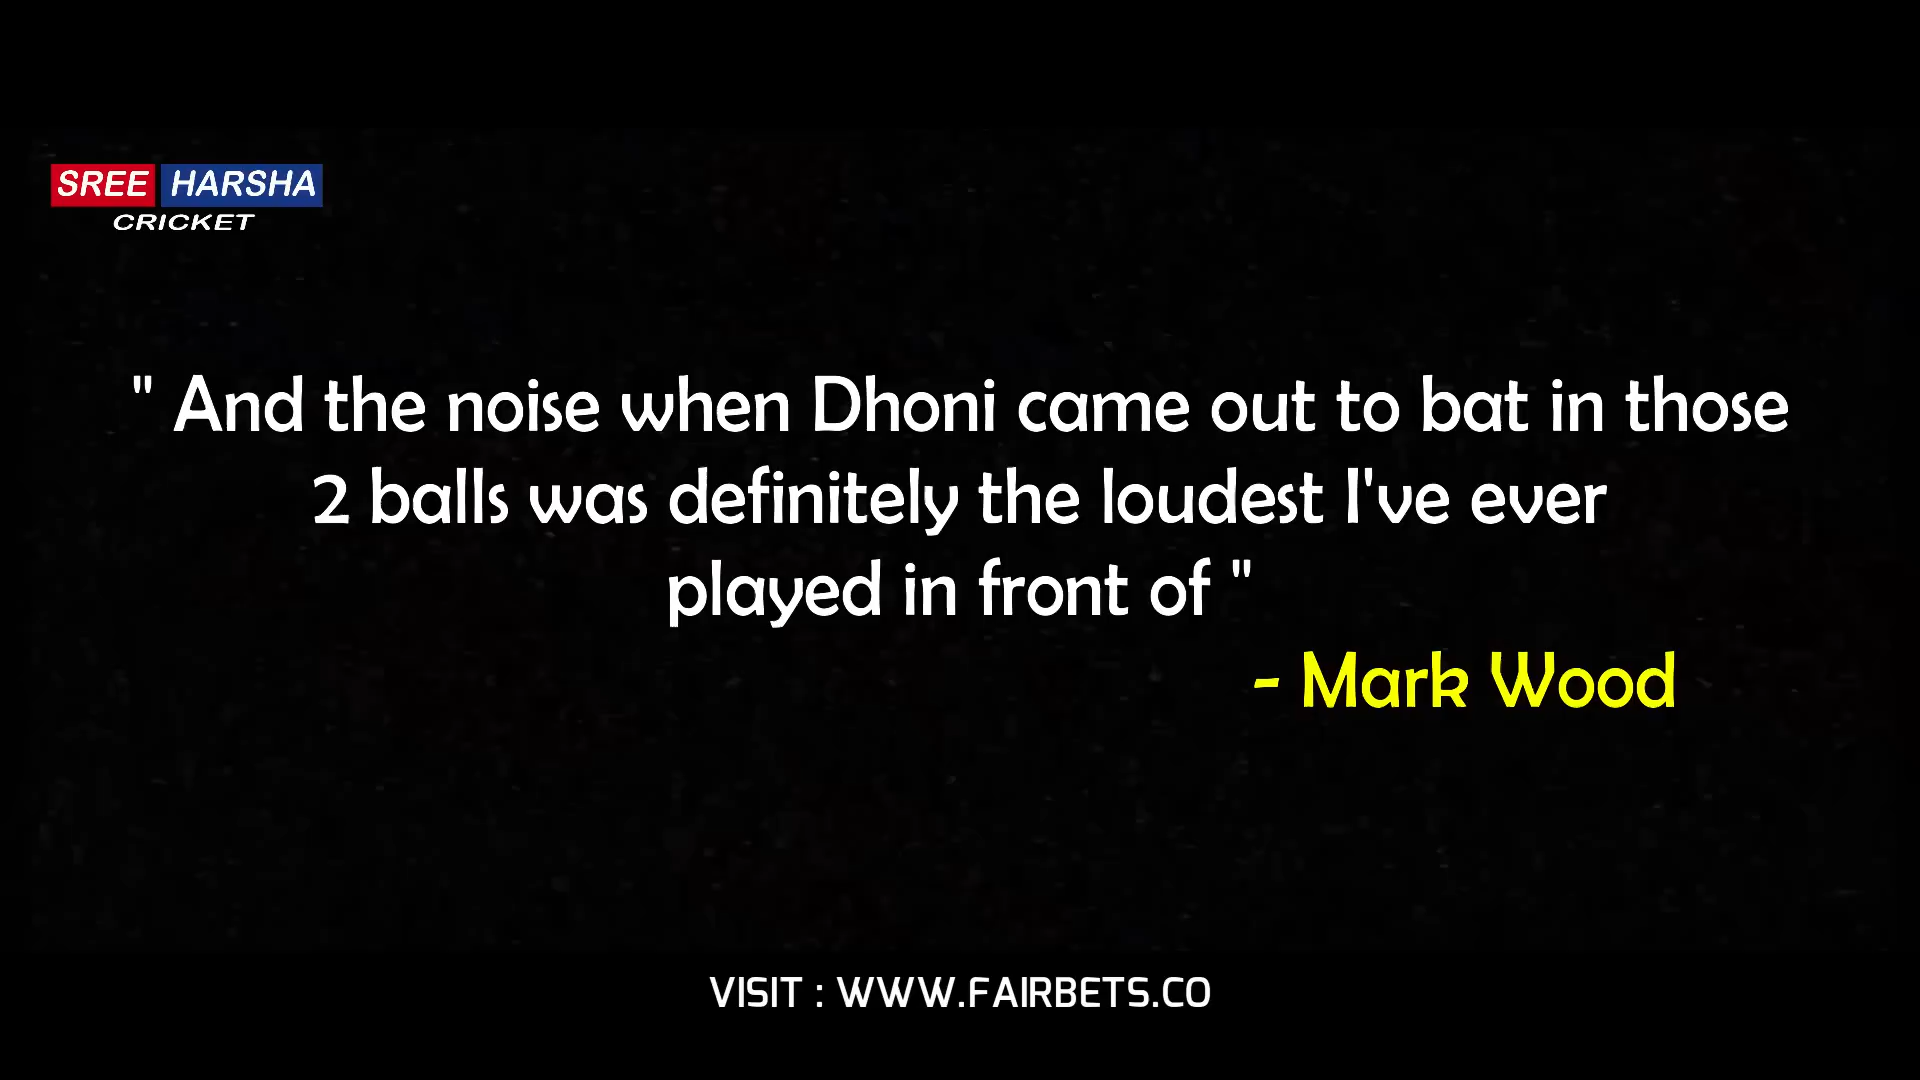 SREE HARSHA
CRICKET
" And the noise when Dhoni came out to bat in those
2 balls was definitely the loudest I've ever
played in front of "
- Mark Wood
VISIT : WWW.FAIRBETS.CO